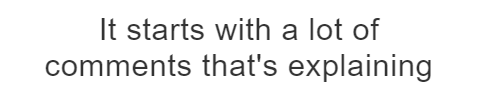 It starts with a lot of
comments that's explaining